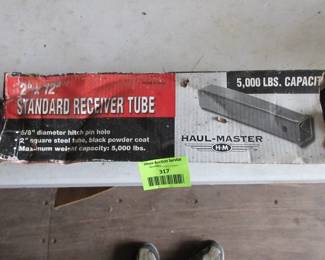 2" x 12"
STANDARD RECEIVER TUBE
• 5/8" diameter hitch pin hole
• 2" square steel tube, black powder coat
• Maximum weight capacity: 5,000 lbs.
5,000 LBS. CAPACIT
HAUL-MASTER
H·M
317